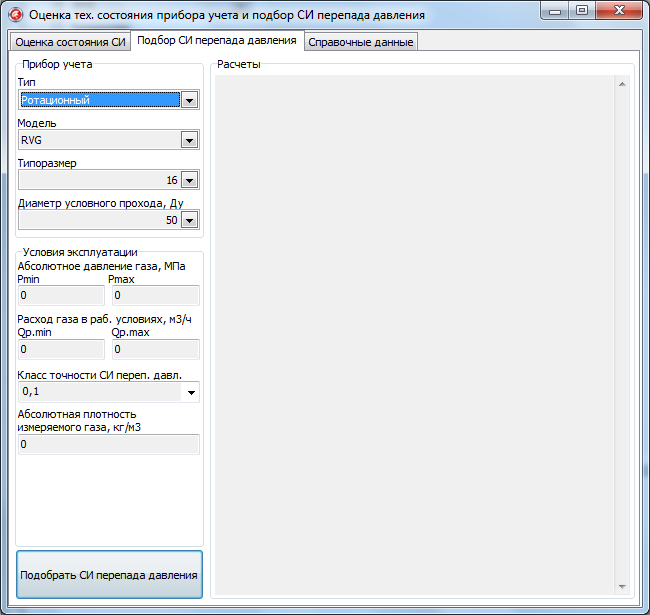 Оценка тех. состояния прибора учета и подбор СИ перепада давления
Оценка состояния СИ
Подбор СИ перепада давления
Справочные данные
Прибор учета
Тип
Ротационный
Модель
RVG
Типоразмер
16
Диаметр условного прохода, Ду
50
Условия эксплуатации
Абсолютное давление газа, МПа
Pmin Pmax
0 0
Расход газа в раб. условиях, м3/ч
Qp.min Qp.max
0 0
Класс точности СИ переп. давл.
0,1
Абсолютная плотность
измеряемого газа, кг/м3
0
Подобрать СИ перепада давления
Расчеты